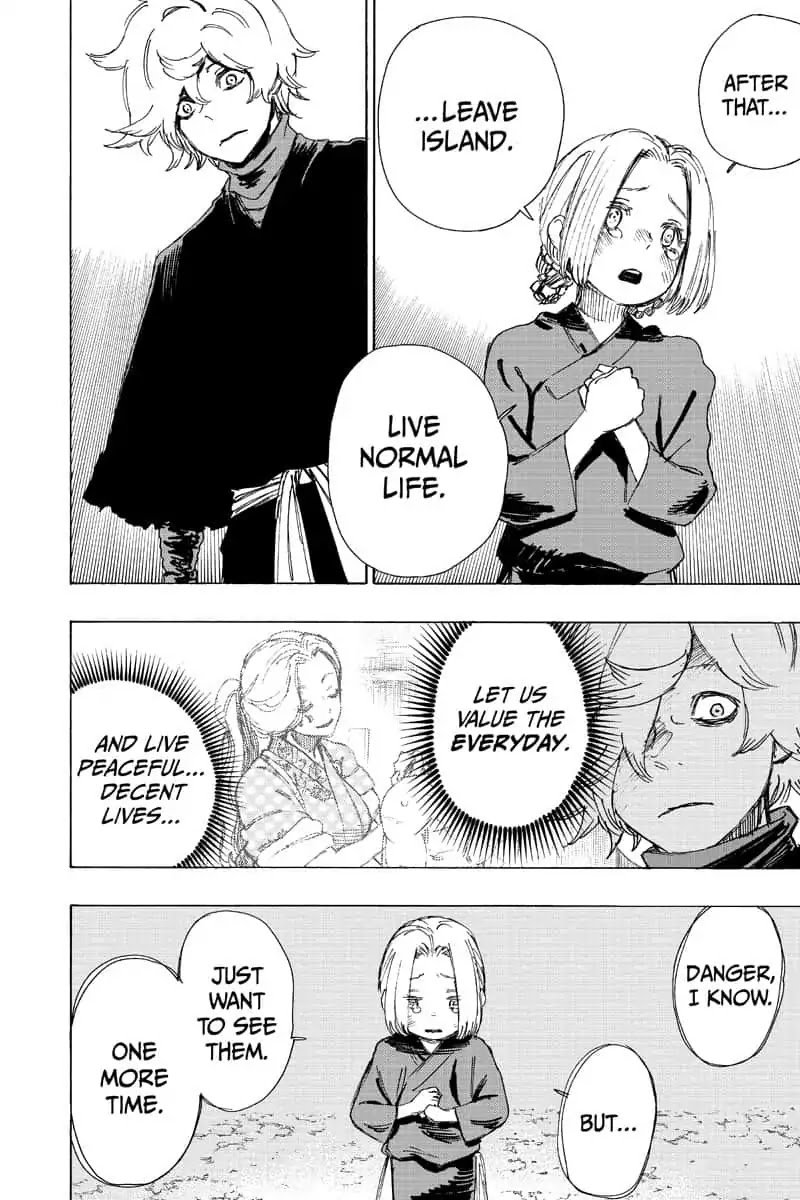 AFTER
THAT...
...LEAVE
ISLAND.
LIVE
NORMAL
LIFE.
LET US
VALUE THE
EVERYDAY.
AND LIVE
PEACEFUL...
DECENT
LIVES...
DANGER,
I KNOW.
BUT...
JUST
WANT
TO SEE
THEM.
ONE
MORE
TIME.